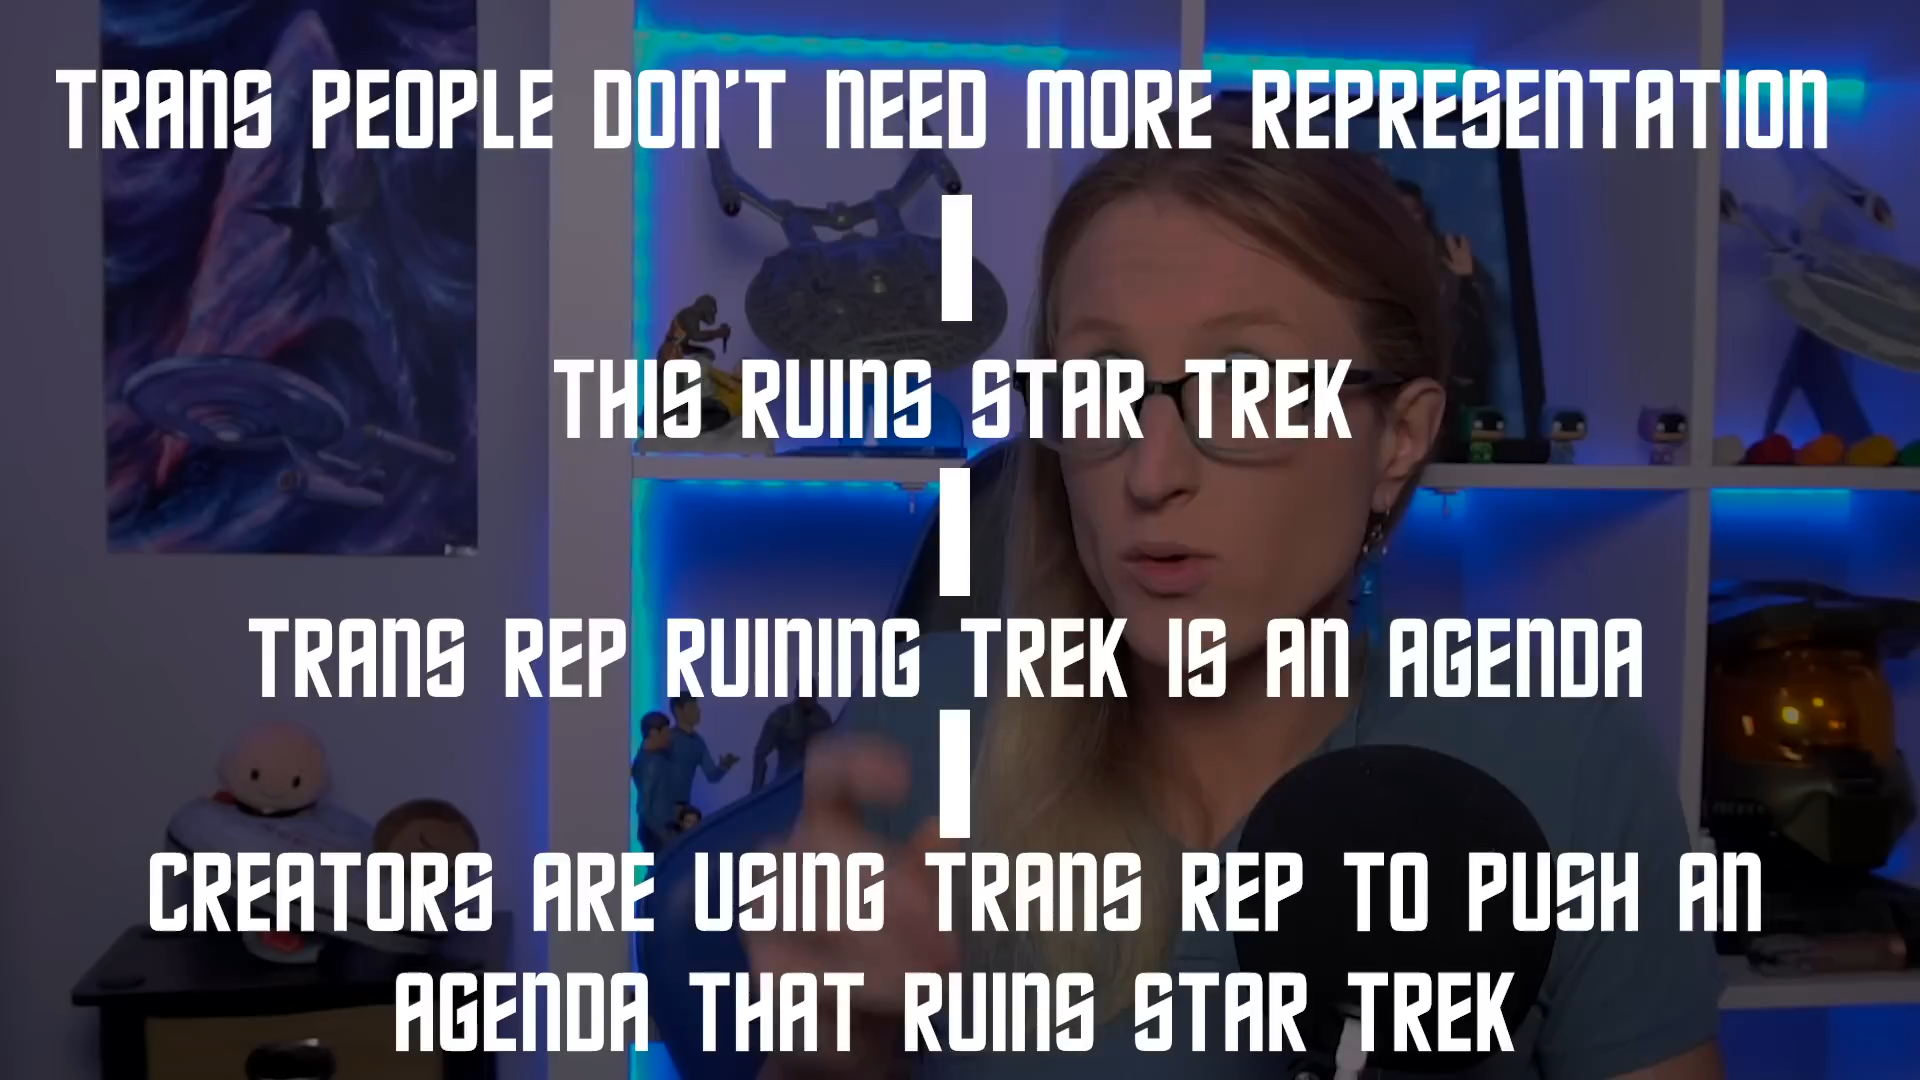 TRANS PEOPLE DON'T NEED MORE REPRESENTATION
THIS RUINS STAR TREK
TRANS REP RUINING TREK IS AN AGENDA
CREATORS ARE USING TRANS REP TO PUSH AN
AGENDA THAT RUINS STAR TREK